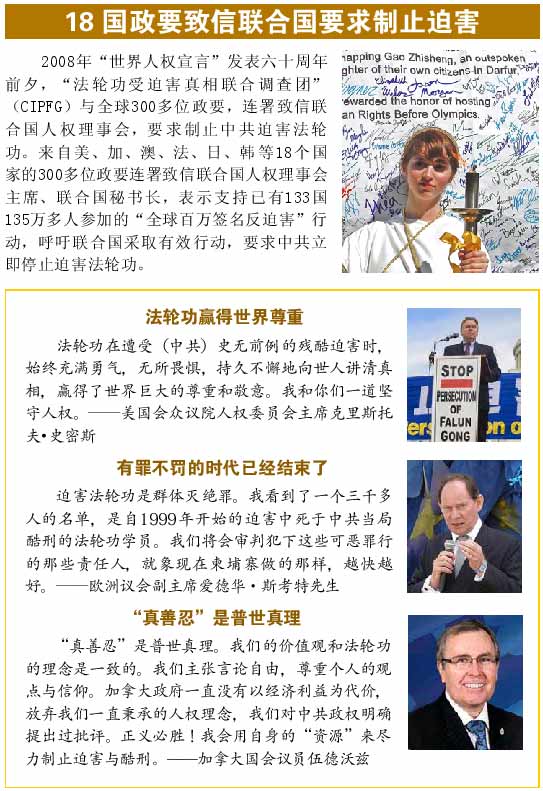 18 国政要致信联合国要求制止迫害
2008年“世界人权宣言”发表六十周年
前夕，“法轮功受迫害真相联合调查团”
（CIPFG）与全球300多位政要，连署致信联
合国人权理事会，要求制止中共迫害法轮
功。来自美、加、澳、法、日、韩等18个国
家的300多位政要连署致信联合国人权理事会
主席、联合国秘书长，表示支持已有133国
135万多人参加的“全球百万签名反迫害”行
动，呼吁联合国采取有效行动，要求中共立
即停止迫害法轮功。
napping Gao Zhisheng, an outspoken
ghter of their own citizens in Darfur.
rewarded the honor of hosting
an Rights Before Olympics.
法轮功赢得世界尊重
法轮功在遭受（中共）史无前例的残酷迫害时，
始终充满勇气，无所畏惧，持久不懈地向世人讲清真
相，赢得了世界巨大的尊重和敬意。我和你们一道坚
守人权。——美国会众议院人权委员会主席克里斯托
夫•史密斯
STOP
PERSECUTION
OF
FALUN
GONG
有罪不罚的时代已经结束了
迫害法轮功是群体灭绝罪。我看到了一个三千多
人的名单，是自1999年开始的迫害中死于中共当局
酷刑的法轮功学员。我们将会审判犯下这些可恶罪行
的那些责任人，就象现在柬埔寨做的那样，越快越
好。——欧洲议会副主席爱德华·斯考特先生
“真善忍”是普世真理
“真善忍”是普世真理。我们的价值观和法轮功
的理念是一致的。我们主张言论自由，尊重个人的观
点与信仰。加拿大政府一直没有以经济利益为代价，
放弃我们一直秉承的人权理念，我们对中共政权明确
提出过批评。正义必胜！我会用自身的“资源”来尽
力制止迫害与酷刑。——加拿大国会议员伍德沃兹